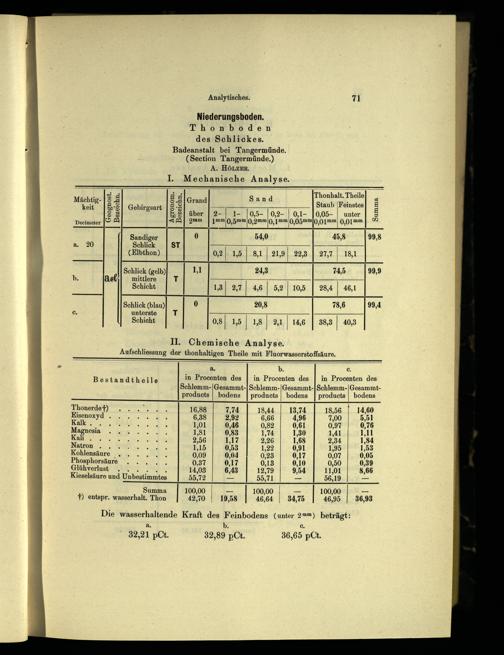 Analytisches. 71
Niederungsboden.
Thonboden
des Schlickes.
Badeanstalt bei Tangermünde.
(Section Tangermünde.)
A. HÖLZER.
I. Mechanische Analyse.
Mächtigkeit Decimeter | Geognost. Bezeichn. | Gebirgsart | Agronom. Bezeichn. | Grand über 2mm | Sand | Thonhalt. Theile | Summa
2-1mm | 1-0,5mm | 0,5-0,2mm | 0,2-0,1mm | 0,1-0,05mm | Staub 0,05-0,01mm | Feinstes unter 0,01mm
a. 20 | Sandiger Schlick (Elbthon) | ST | 0 | 54,0 | 45,8 | 99,8
0,2 | 1,5 | 8,1 | 21,9 | 22,3 | 27,7 | 18,1
b. | Schlick (gelb) mittlere Schicht | T | 1,1 | 24,3 | 74,5 | 99,9
1,3 | 2,7 | 4,6 | 5,2 | 10,5 | 28,4 | 46,1
c. | Schlick (blau) unterste Schicht | T | 0 | 20,8 | 78,6 | 99,4
0,8 | 1,5 | 1,8 | 2,1 | 14,6 | 38,3 | 40,3
II. Chemische Analyse.
Aufschliessung der thonhaltigen Theile mit Fluorwasserstoffsäure.
Bestandtheile | a. in Procenten des | b. in Procenten des | c. in Procenten des
Schlemmproducts | Gesammtbodens | Schlemmproducts | Gesammtbodens | Schlemmproducts | Gesammtbodens
Thonerde†) . . . . . . | 16,88 | 7,74 | 18,44 | 13,74 | 18,56 | 14,60
Eisenoxyd . . . . . . | 6,38 | 2,92 | 6,66 | 4,96 | 7,00 | 5,51
Kalk . . . . . . | 1,01 | 0,46 | 0,82 | 0,61 | 0,97 | 0,76
Magnesia . . . . . . | 1,81 | 0,83 | 1,74 | 1,30 | 1,41 | 1,11
Kali . . . . . . | 2,56 | 1,17 | 2,26 | 1,68 | 2,34 | 1,84
Natron . . . . . . | 1,15 | 0,53 | 1,22 | 0,91 | 1,95 | 1,53
Kohlensäure . . . . . | 0,09 | 0,04 | 0,23 | 0,17 | 0,07 | 0,05
Phosphorsäure . . . . . | 0,37 | 0,17 | 0,13 | 0,10 | 0,50 | 0,39
Glühverlust . . . . . | 14,03 | 6,43 | 12,79 | 9,54 | 11,01 | 8,66
Kieselsäure und Unbestimmtes | 55,72 | — | 55,71 | — | 56,19 | —
Summa | 100,00 | — | 100,00 | — | 100,00 | —
†) entspr. wasserhalt. Thon | 42,70 | 19,58 | 46,64 | 34,75 | 46,95 | 36,93
Die wasserhaltende Kraft des Feinbodens (unter 2mm) beträgt:
a. b. c.
32,21 pCt. 32,89 pCt. 36,65 pCt.